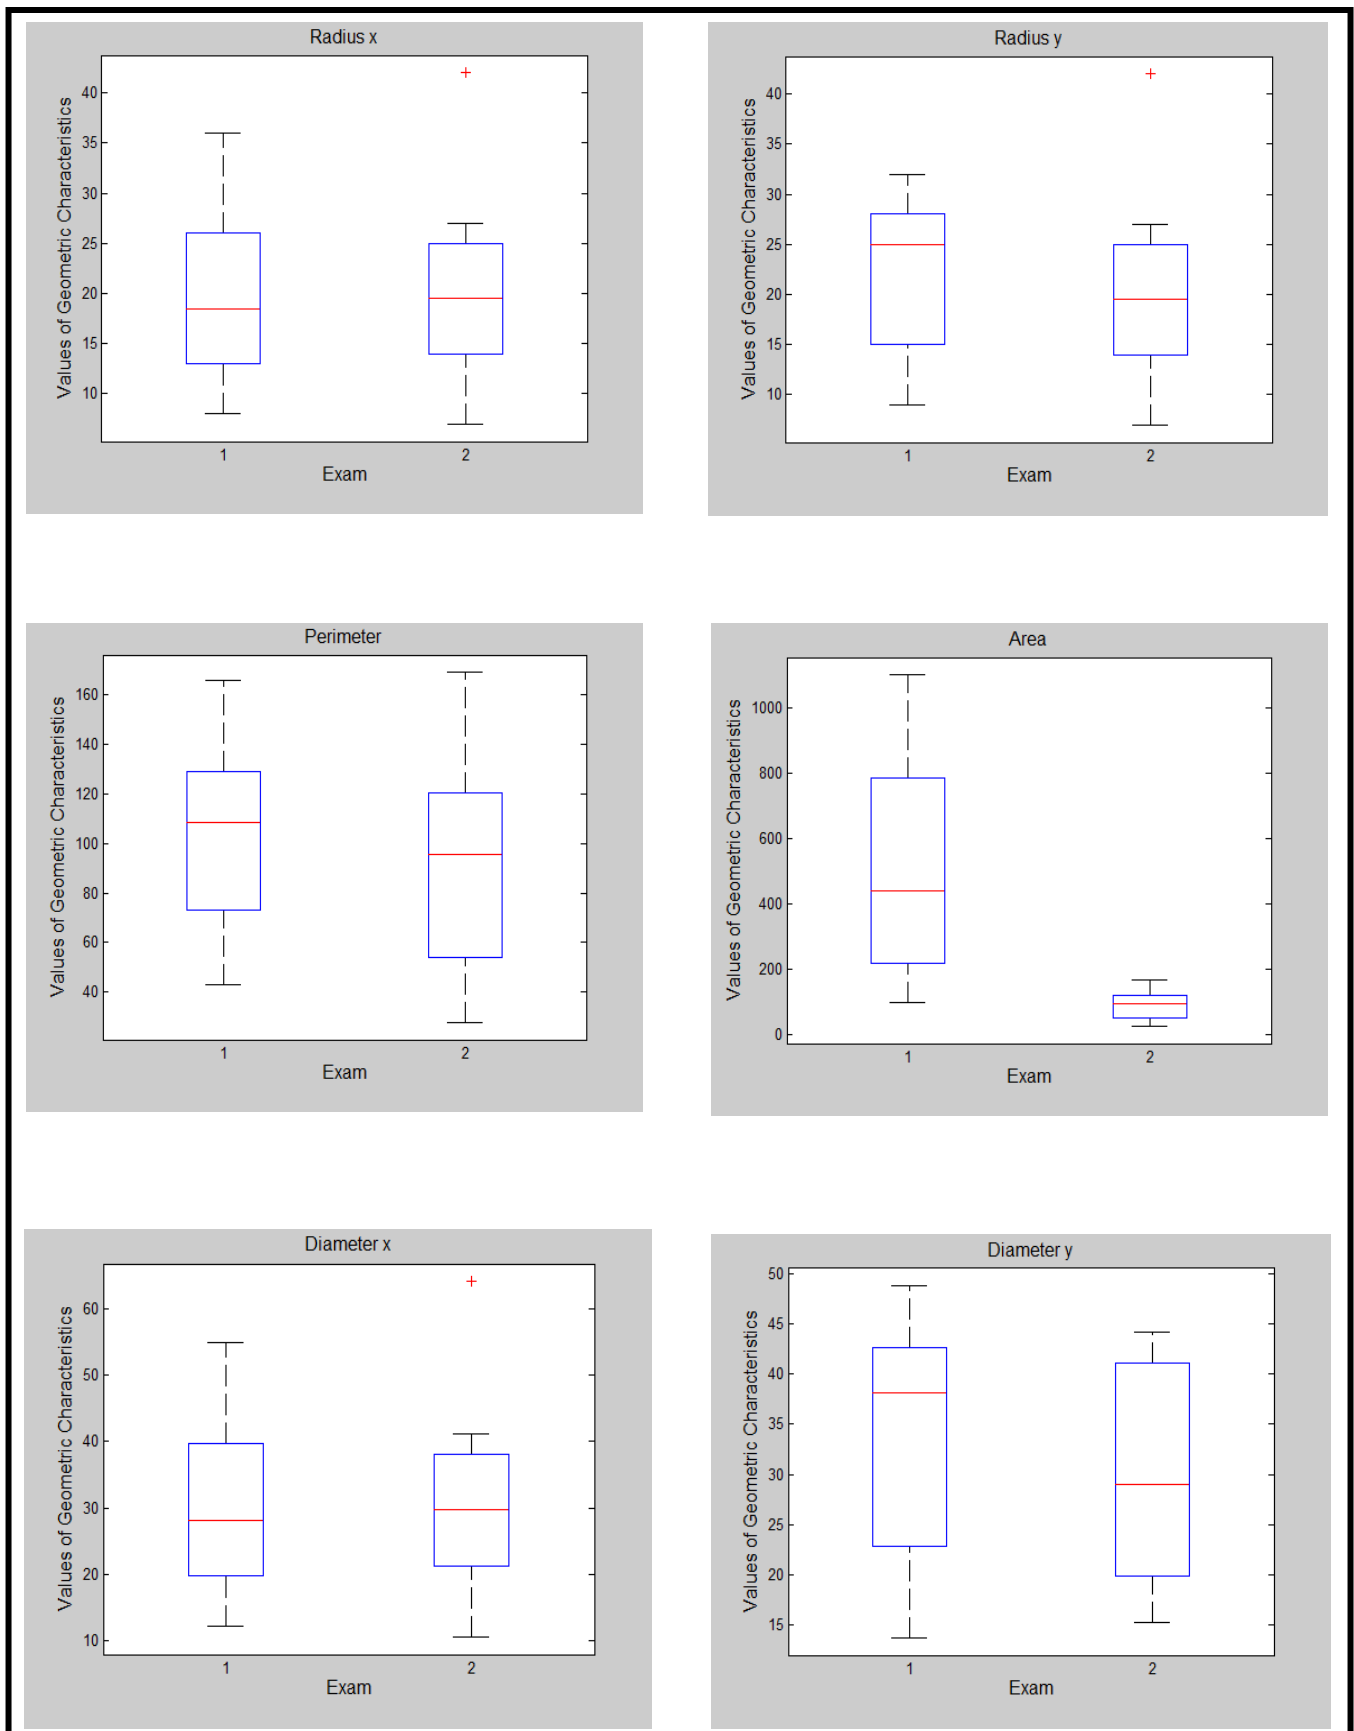 Radius x
Values of Geometric Characteristics
40
35
30
25
20
15
10
1 2
Exam
Radius y
Values of Geometric Characteristics
40
35
30
25
20
15
10
1 2
Exam
Perimeter
Values of Geometric Characteristics
160
140
120
100
80
60
40
1 2
Exam
Area
Values of Geometric Characteristics
1000
800
600
400
200
0
1 2
Exam
Diameter x
Values of Geometric Characteristics
60
50
40
30
20
10
1 2
Exam
Diameter y
Values of Geometric Characteristics
50
45
40
35
30
25
20
15
1 2
Exam